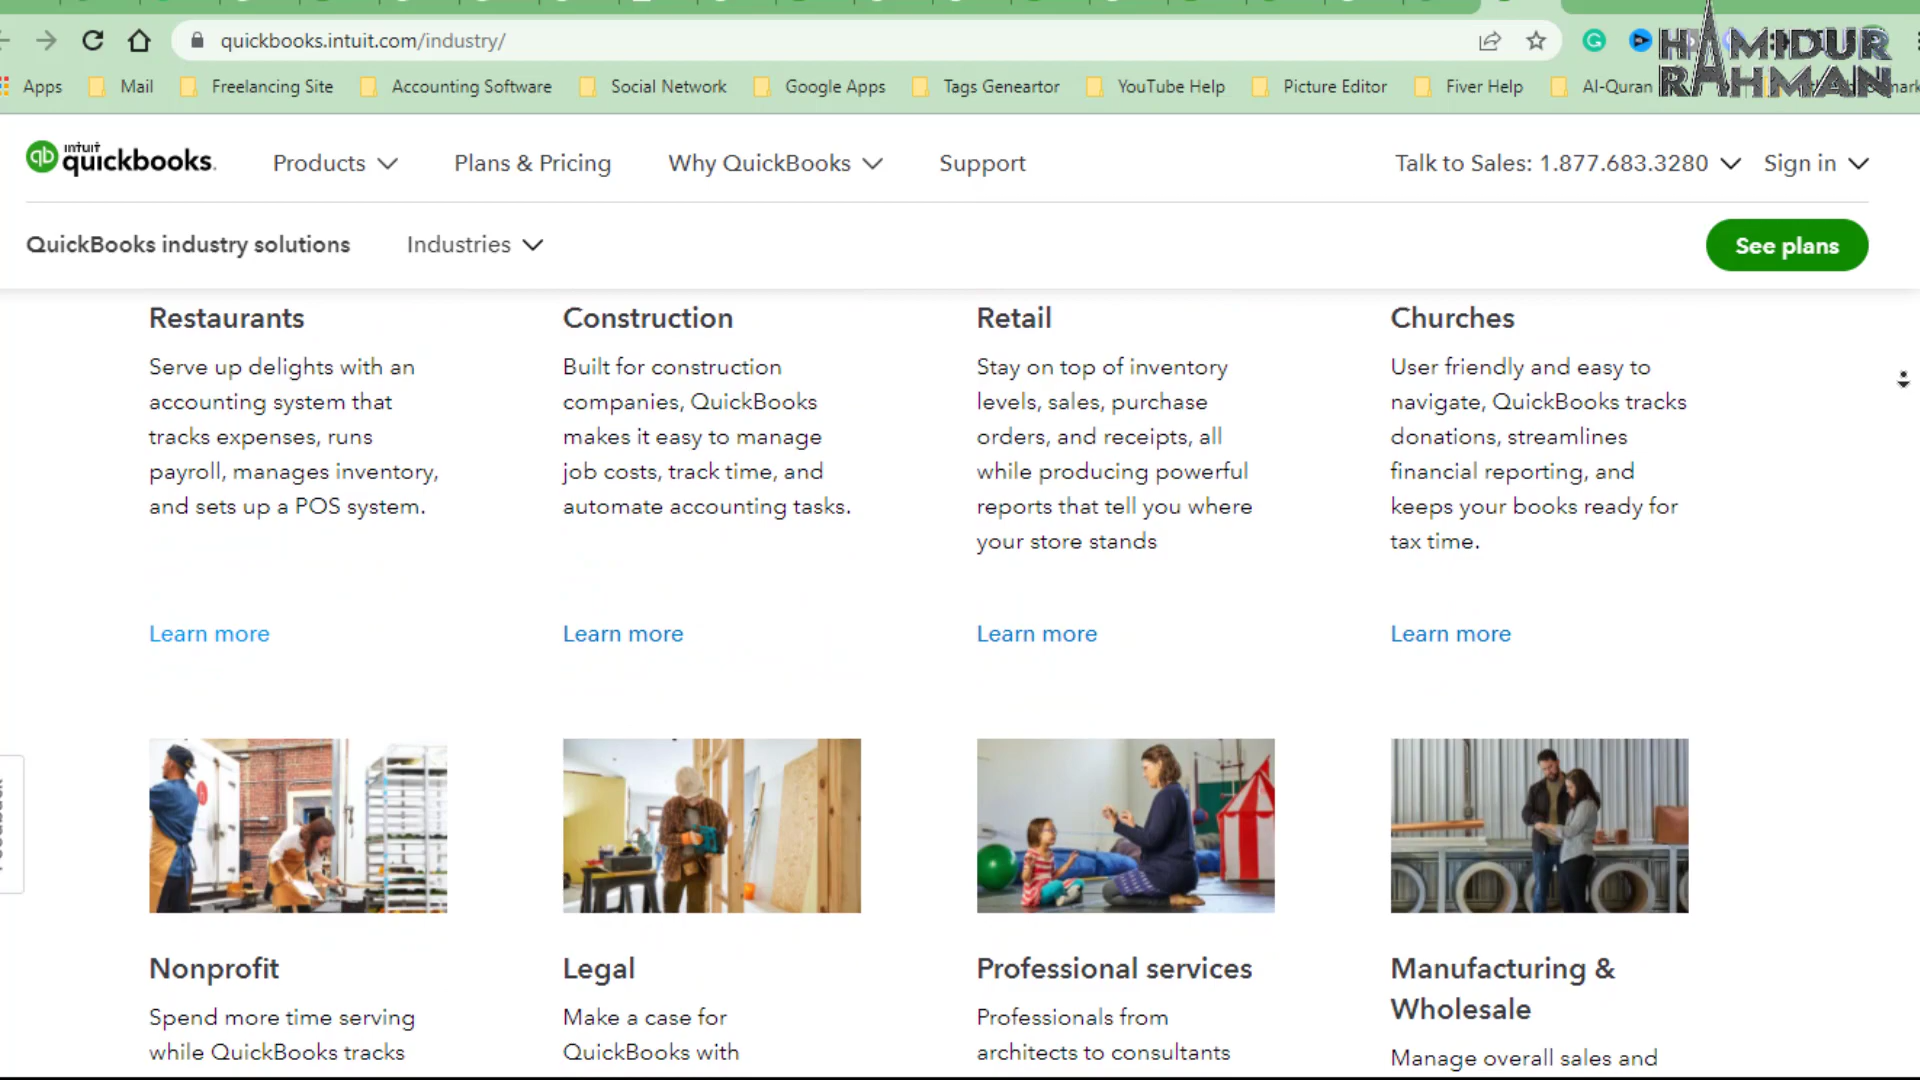 quickbooks.intuit.com/industry/
HAMIDUR
RAHMAN
Apps Mail Freelancing Site Accounting Software Social Network Google Apps Tags Geneartor YouTube Help Picture Editor Fiver Help Al-Quran
intuit
quickbooks.
Products Plans & Pricing Why QuickBooks Support Talk to Sales: 1.877.683.3280 Sign in
QuickBooks industry solutions Industries See plans
Restaurants
Serve up delights with an
accounting system that
tracks expenses, runs
payroll, manages inventory,
and sets up a POS system.
Learn more
Construction
Built for construction
companies, QuickBooks
makes it easy to manage
job costs, track time, and
automate accounting tasks.
Learn more
Retail
Stay on top of inventory
levels, sales, purchase
orders, and receipts, all
while producing powerful
reports that tell you where
your store stands
Learn more
Churches
User friendly and easy to
navigate, QuickBooks tracks
donations, streamlines
financial reporting, and
keeps your books ready for
tax time.
Learn more
Nonprofit
Spend more time serving
while QuickBooks tracks
Legal
Make a case for
QuickBooks with
Professional services
Professionals from
architects to consultants
Manufacturing &
Wholesale
Manage overall sales and